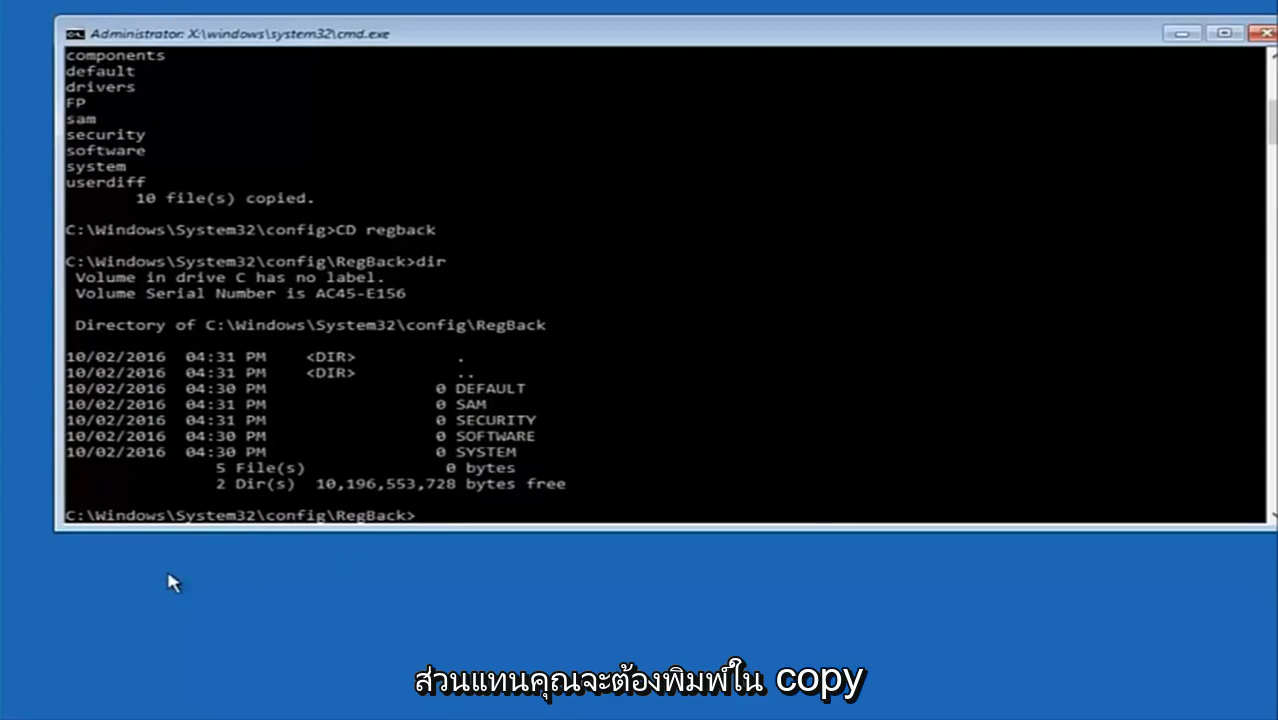 Administrator: X:\windows\system32\cmd.exe
components
default
drivers
FP
sam
security
software
system
userdiff
10 file(s) copied.
C:\Windows\System32\config>CD regback
C:\Windows\System32\config\RegBack>dir
Volume in drive C has no label.
Volume Serial Number is AC45-E156
Directory of C:\Windows\System32\config\RegBack
10/02/2016 04:31 PM <DIR> .
10/02/2016 04:31 PM <DIR> ..
10/02/2016 04:30 PM 0 DEFAULT
10/02/2016 04:31 PM 0 SAM
10/02/2016 04:31 PM 0 SECURITY
10/02/2016 04:30 PM 0 SOFTWARE
10/02/2016 04:30 PM 0 SYSTEM
5 File(s) 0 bytes
2 Dir(s) 10,196,553,728 bytes free
C:\Windows\System32\config\RegBack>
ส่วนแทนคุณจะต้องพิมพ์ใน copy